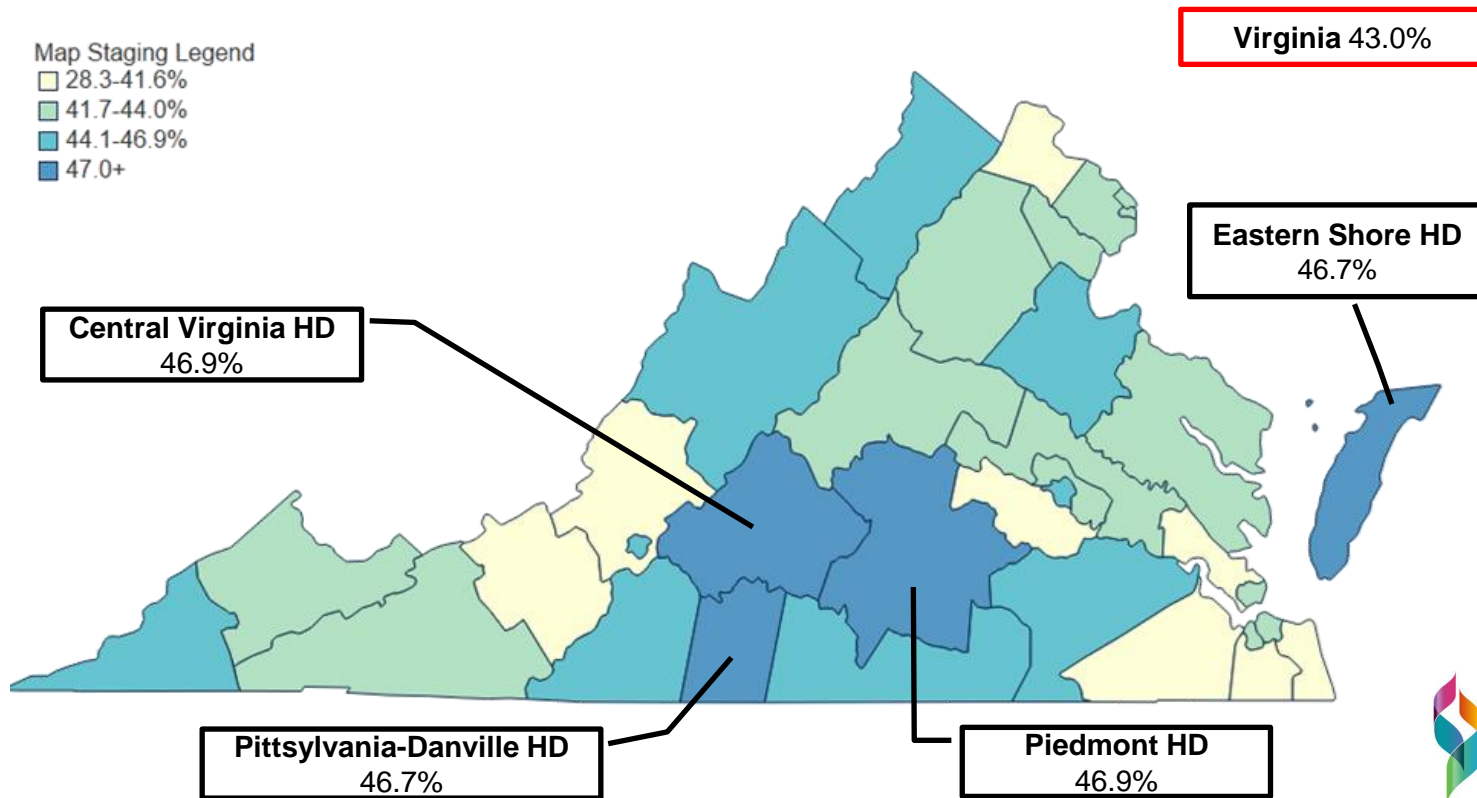 Virginia 43.0%
Map Staging Legend
28.3-41.6%
41.7-44.0%
44.1-46.9%
47.0+
Eastern Shore HD
46.7%
Central Virginia HD
46.9%
Pittsylvania-Danville HD
46.7%
Piedmont HD
46.9%